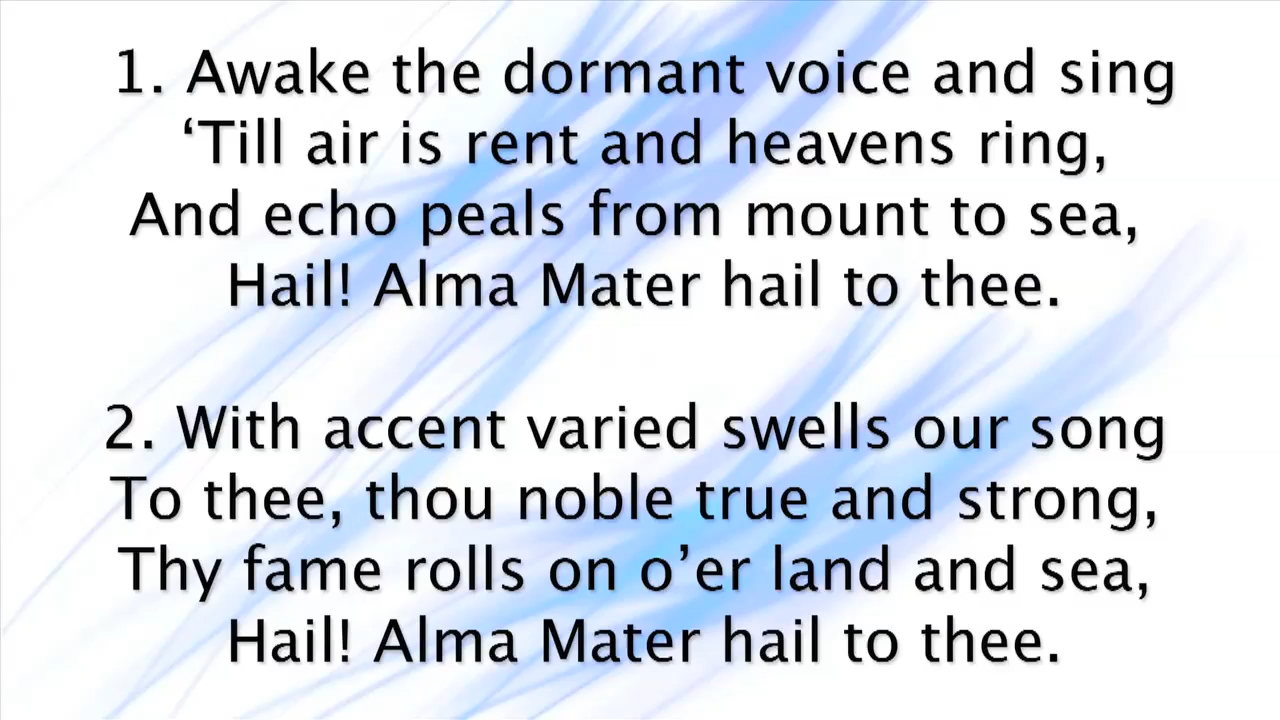 1. Awake the dormant voice and sing
‘Till air is rent and heavens ring,
And echo peals from mount to sea,
Hail! Alma Mater hail to thee.
2. With accent varied swells our song
To thee, thou noble true and strong,
Thy fame rolls on o’er land and sea,
Hail! Alma Mater hail to thee.